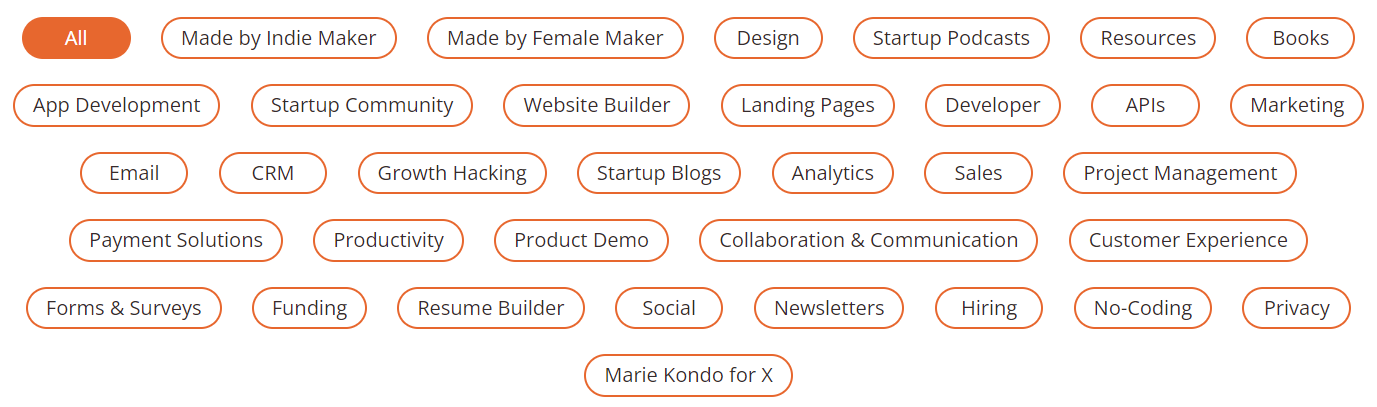 All Made by Indie Maker Made by Female Maker Design Startup Podcasts Resources Books
App Development Startup Community Website Builder Landing Pages Developer APIs Marketing
Email CRM Growth Hacking Startup Blogs Analytics Sales Project Management
Payment Solutions Productivity Product Demo Collaboration & Communication Customer Experience
Forms & Surveys Funding Resume Builder Social Newsletters Hiring No-Coding Privacy
Marie Kondo for X